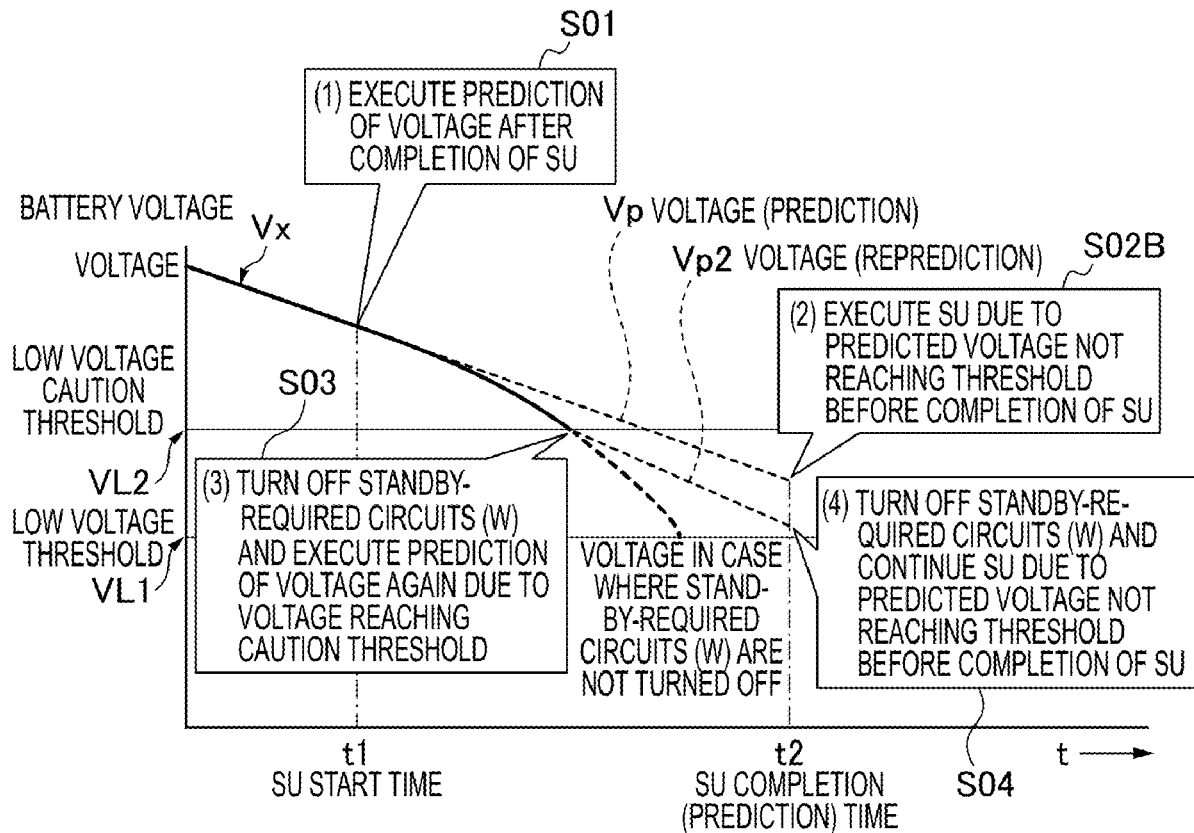 S01
(1) EXECUTE PREDICTION
OF VOLTAGE AFTER
COMPLETION OF SU
BATTERY VOLTAGE
Vx
VOLTAGE
Vp VOLTAGE (PREDICTION)
Vp2 VOLTAGE (REPREDICTION)
S02B
(2) EXECUTE SU DUE TO
PREDICTED VOLTAGE NOT
REACHING THRESHOLD
BEFORE COMPLETION OF SU
LOW VOLTAGE
CAUTION
THRESHOLD
VL2
S03
(3) TURN OFF STANDBY-
REQUIRED CIRCUITS (W)
AND EXECUTE PREDICTION
OF VOLTAGE AGAIN DUE TO
VOLTAGE REACHING
CAUTION THRESHOLD
LOW VOLTAGE
THRESHOLD
VL1
VOLTAGE IN CASE
WHERE STAND-
BY-REQUIRED
CIRCUITS (W) ARE
NOT TURNED OFF
(4) TURN OFF STANDBY-RE-
QUIRED CIRCUITS (W) AND
CONTINUE SU DUE TO
PREDICTED VOLTAGE NOT
REACHING THRESHOLD
BEFORE COMPLETION OF SU
S04
t1
SU START TIME
t2
SU COMPLETION
(PREDICTION) TIME
t